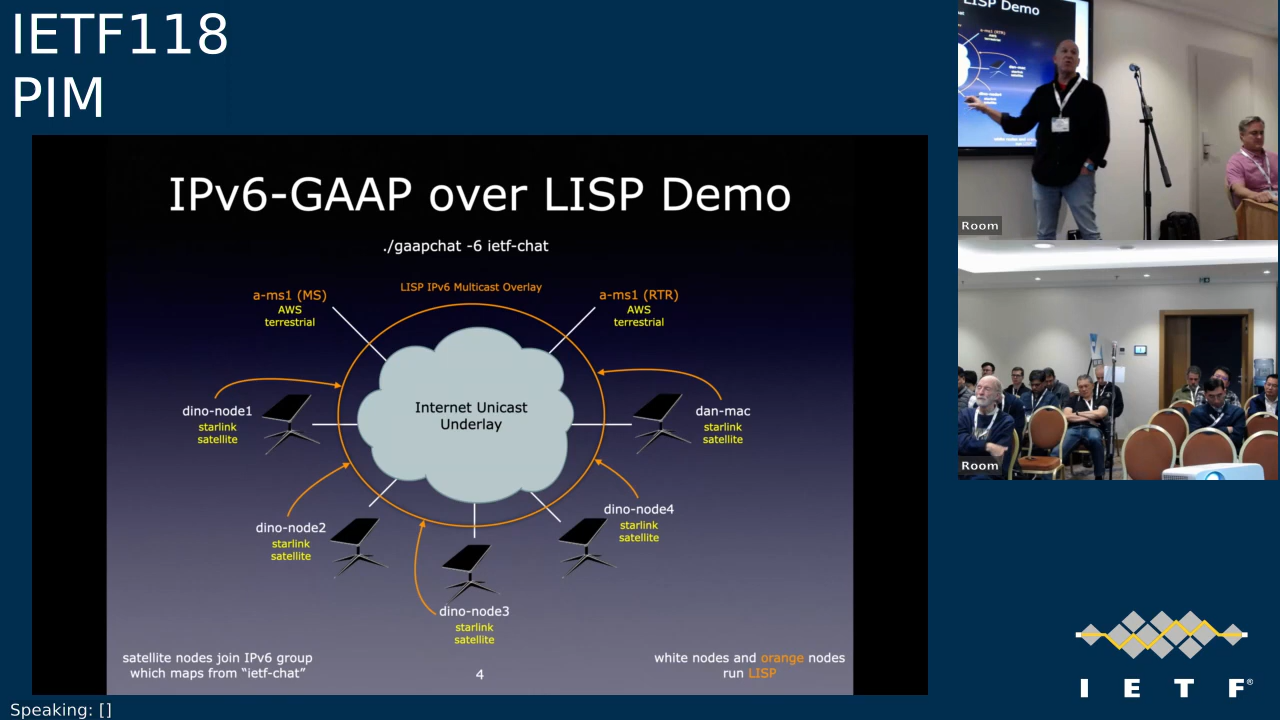 IETF118
PIM
IPv6-GAAP over LISP Demo
./gaapchat -6 ietf-chat
LISP IPv6 Multicast Overlay
a-ms1 (MS)
AWS
terrestrial
a-ms1 (RTR)
AWS
terrestrial
Internet Unicast
Underlay
dino-node1
starlink
satellite
dan-mac
starlink
satellite
dino-node2
starlink
satellite
dino-node4
starlink
satellite
dino-node3
starlink
satellite
satellite nodes join IPv6 group
which maps from “ietf-chat”
4
white nodes and orange nodes
run LISP
LISP Demo
Room
Room
I E T F®
Speaking: []